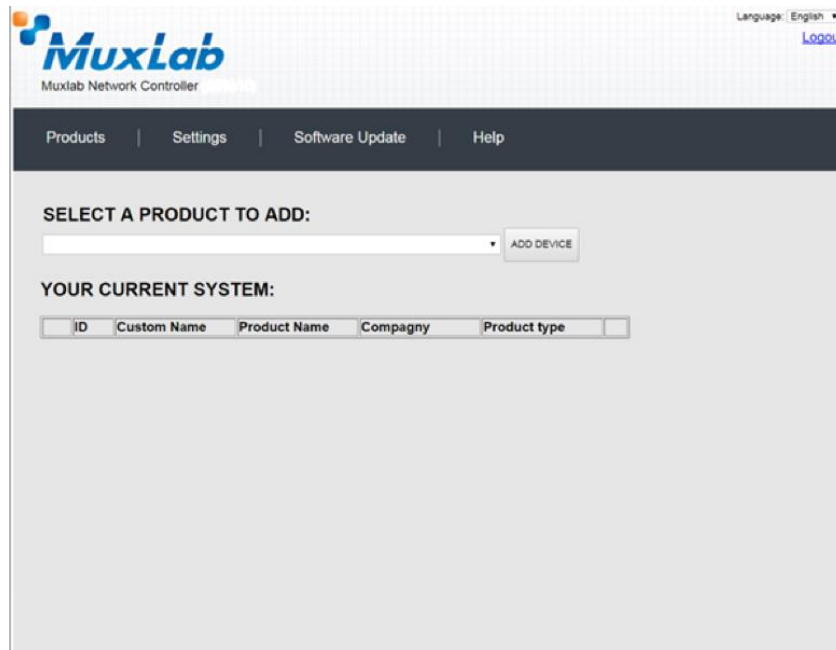 Language: English
Logou
MuxLab
Muxlab Network Controller
Products | Settings | Software Update | Help
SELECT A PRODUCT TO ADD:
ADD DEVICE
YOUR CURRENT SYSTEM:
ID Custom Name Product Name Compagny Product type